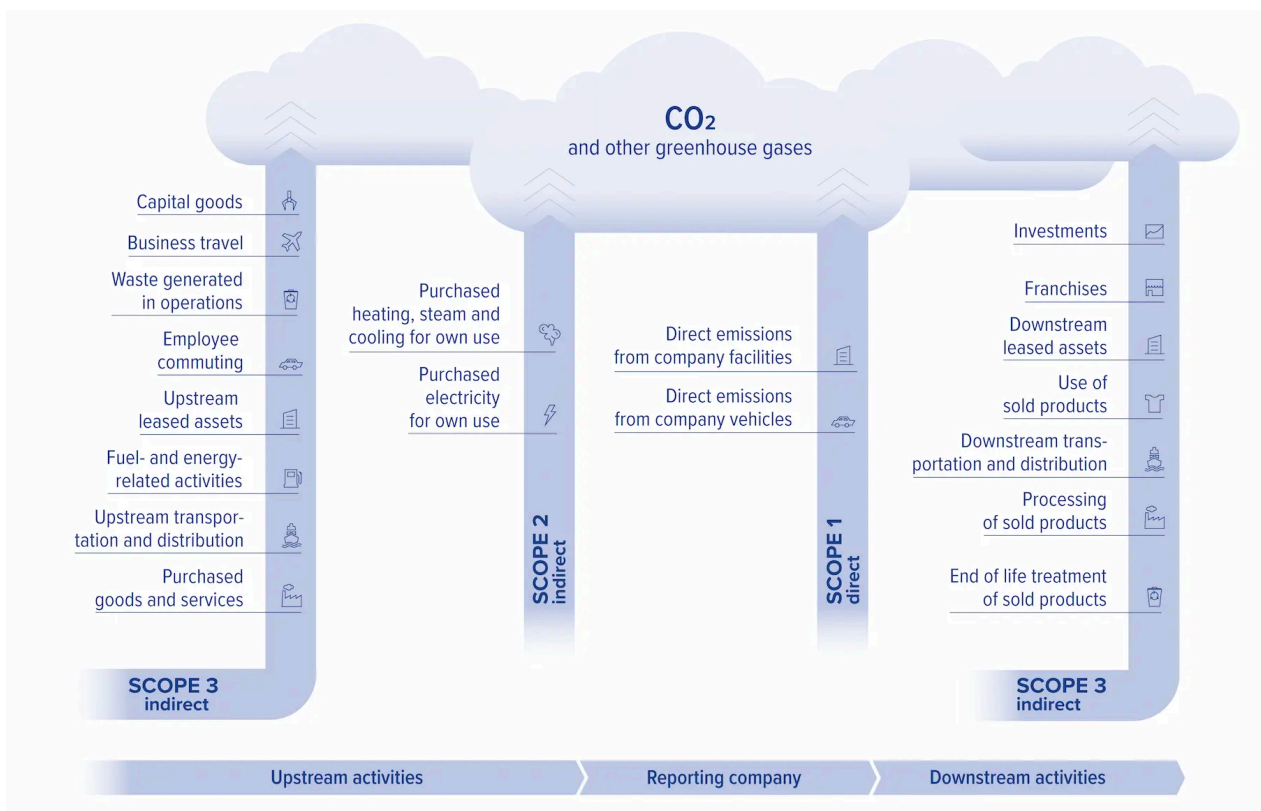 CO₂
and other greenhouse gases
Capital goods
Business travel
Waste generated
in operations
Employee
commuting
Upstream
leased assets
Fuel- and energy-
related activities
Upstream transpor-
tation and distribution
Purchased
goods and services
SCOPE 3
indirect
Purchased
heating, steam and
cooling for own use
Purchased
electricity
for own use
SCOPE 2
indirect
Direct emissions
from company facilities
Direct emissions
from company vehicles
SCOPE 1
direct
Investments
Franchises
Downstream
leased assets
Use of
sold products
Downstream trans-
portation and distribution
Processing
of sold products
End of life treatment
of sold products
SCOPE 3
indirect
Upstream activities
Reporting company
Downstream activities